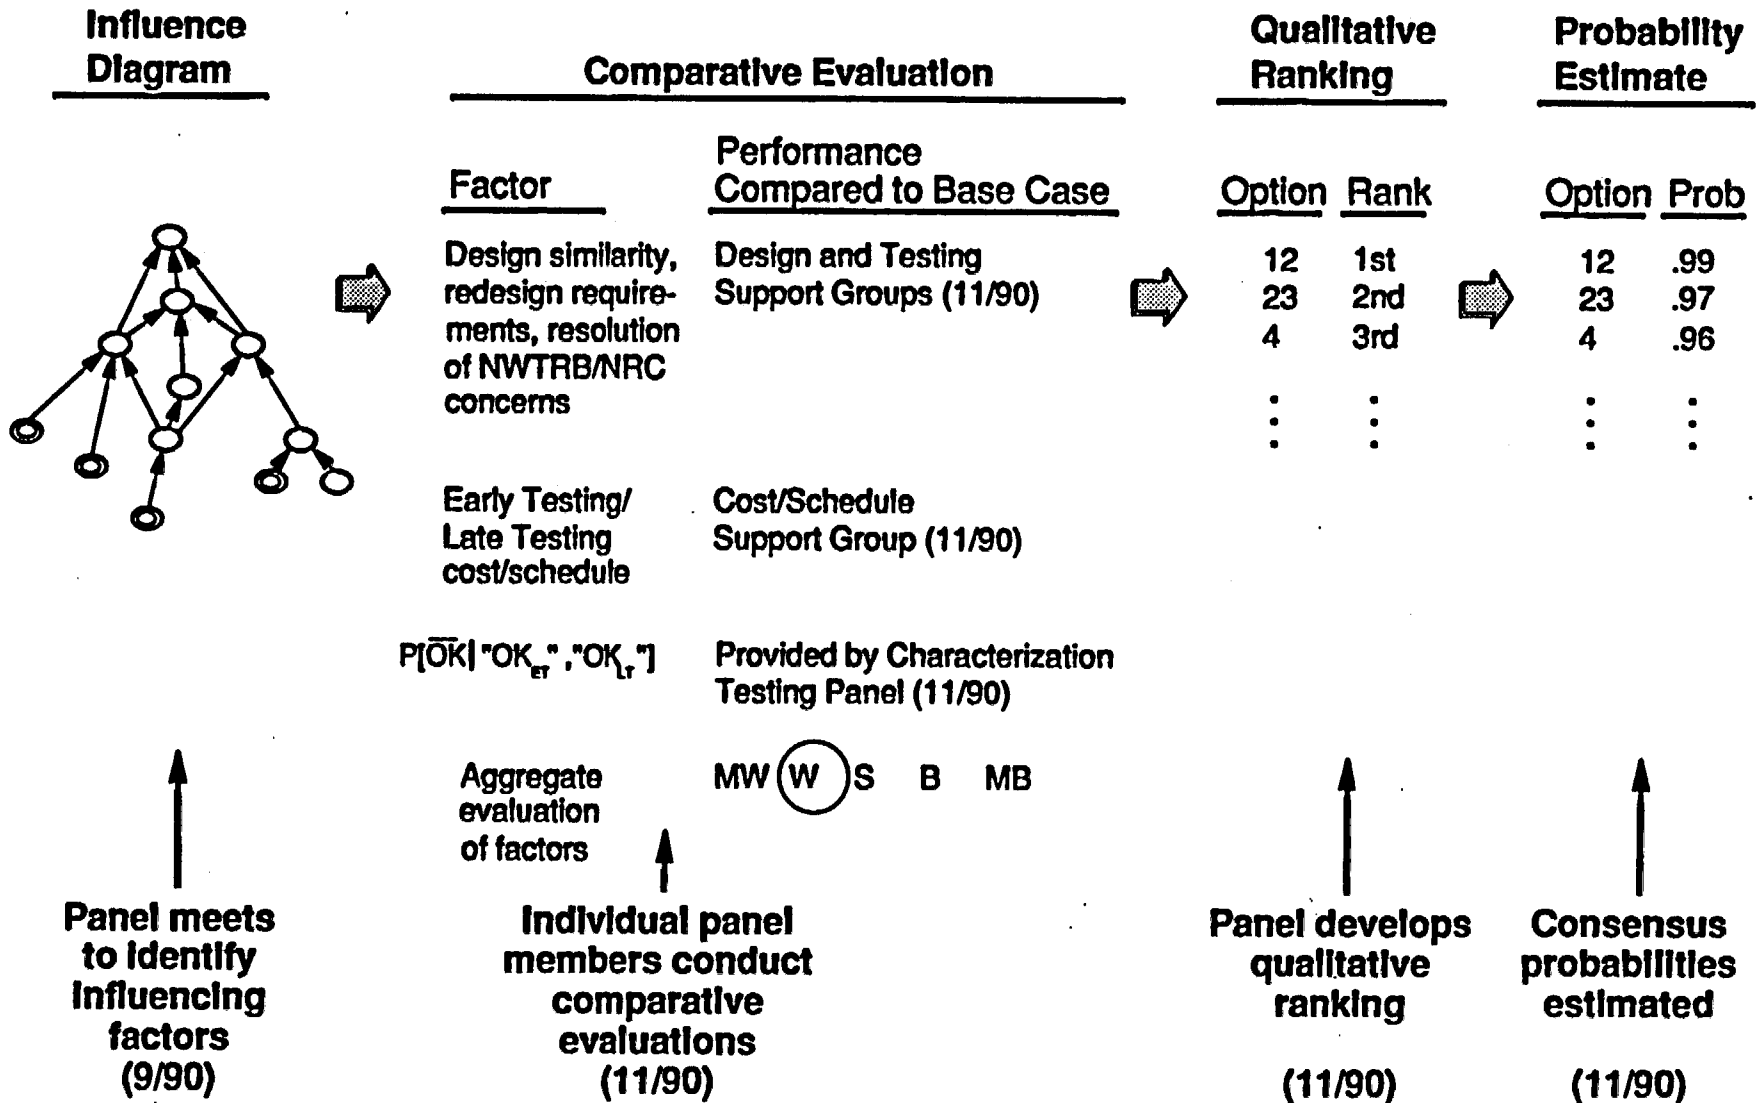 Influence
Diagram
Comparative Evaluation
Qualitative
Ranking
Probability
Estimate
Factor
Performance
Compared to Base Case
Option Rank
Option Prob
Design similarity,
redesign require-
ments, resolution
of NWTRB/NRC
concerns
Design and Testing
Support Groups (11/90)
12 1st
23 2nd
4 3rd
12 .99
23 .97
4 .96
Early Testing/
Late Testing
cost/schedule
Cost/Schedule
Support Group (11/90)
P[O̅K̅| "OK_ET" ,"OK_LT"]
Provided by Characterization
Testing Panel (11/90)
Aggregate
evaluation
of factors
MW W S B MB
Panel meets
to identify
influencing
factors
(9/90)
Individual panel
members conduct
comparative
evaluations
(11/90)
Panel develops
qualitative
ranking
(11/90)
Consensus
probabilities
estimated
(11/90)